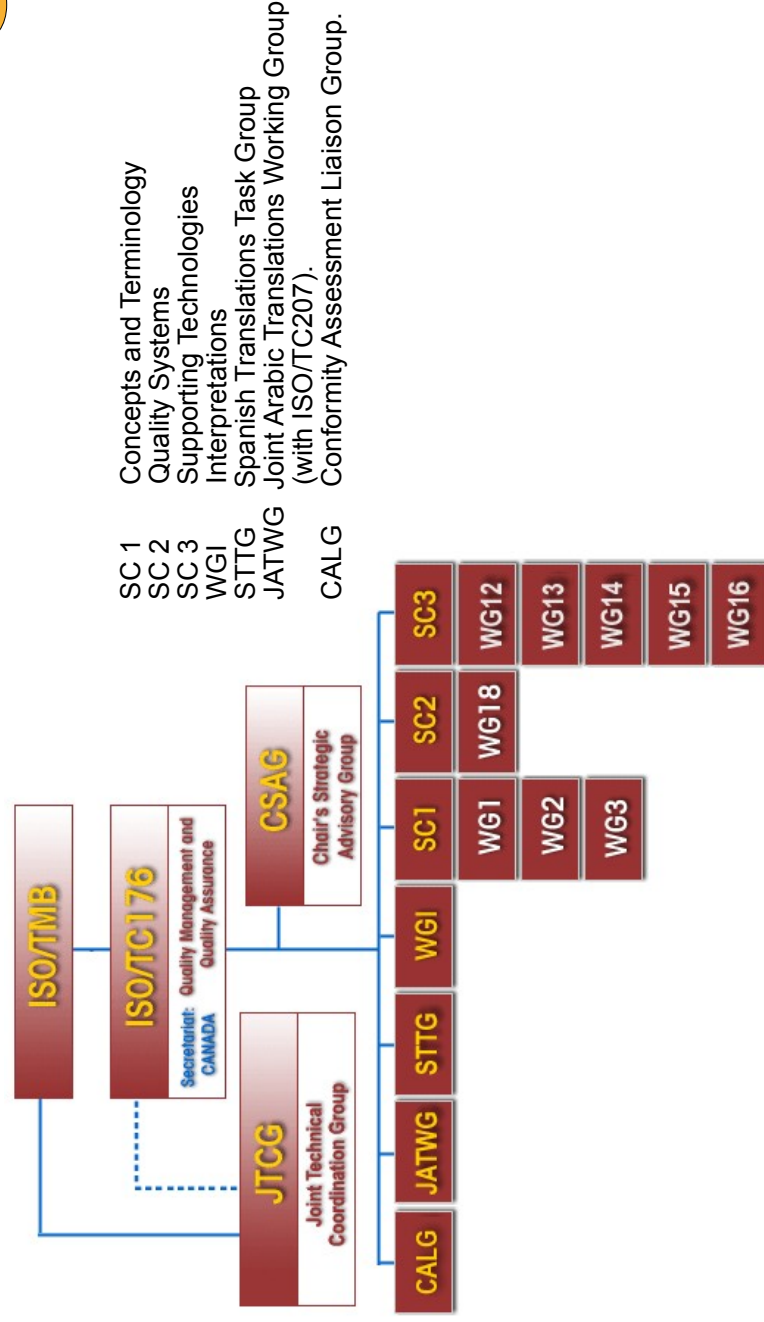 ISO/TMB
ISO/TC176
Secretariat: Quality Management and
CANADA Quality Assurance
JTCG
Joint Technical
Coordination Group
CSAG
Chair's Strategic
Advisory Group
CALG
JATWG
STTG
WGI
SC1
WG1
WG2
WG3
SC2
WG18
SC3
WG12
WG13
WG14
WG15
WG16
SC 1 Concepts and Terminology
SC 2 Quality Systems
SC 3 Supporting Technologies
WGI Interpretations
STTG Spanish Translations Task Group
JATWG Joint Arabic Translations Working Group
(with ISO/TC207).
CALG Conformity Assessment Liaison Group.